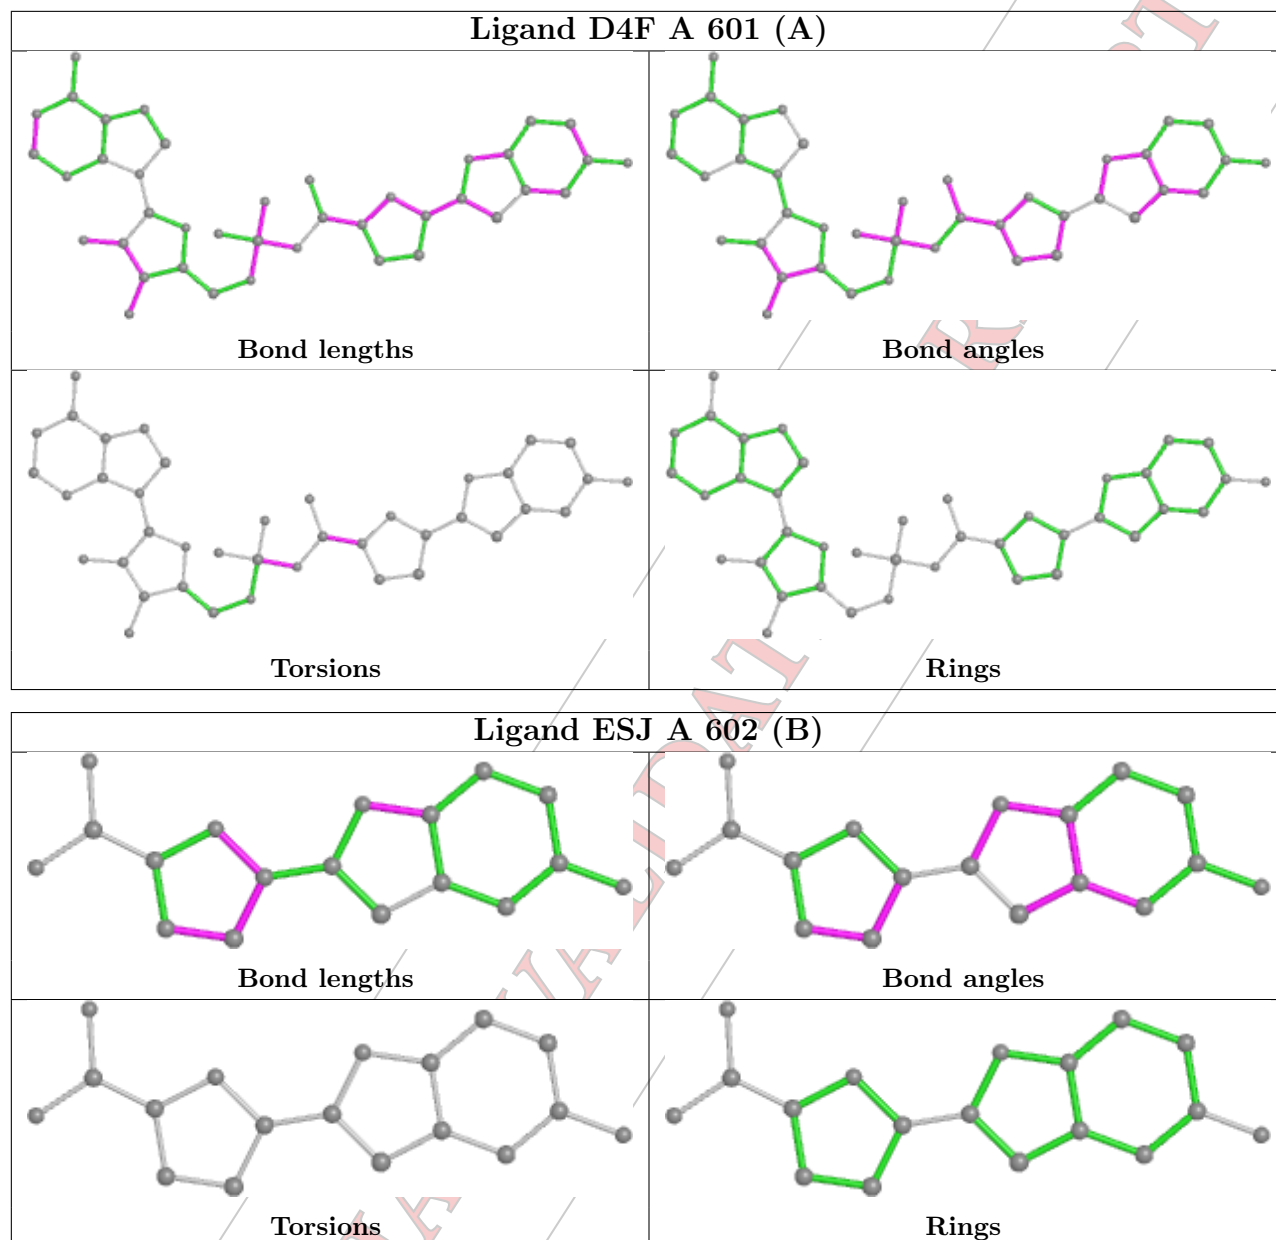 Ligand D4F A 601 (A)
Bond lengths
Bond angles
Torsions
Rings
Ligand ESJ A 602 (B)
Bond lengths
Bond angles
Torsions
Rings